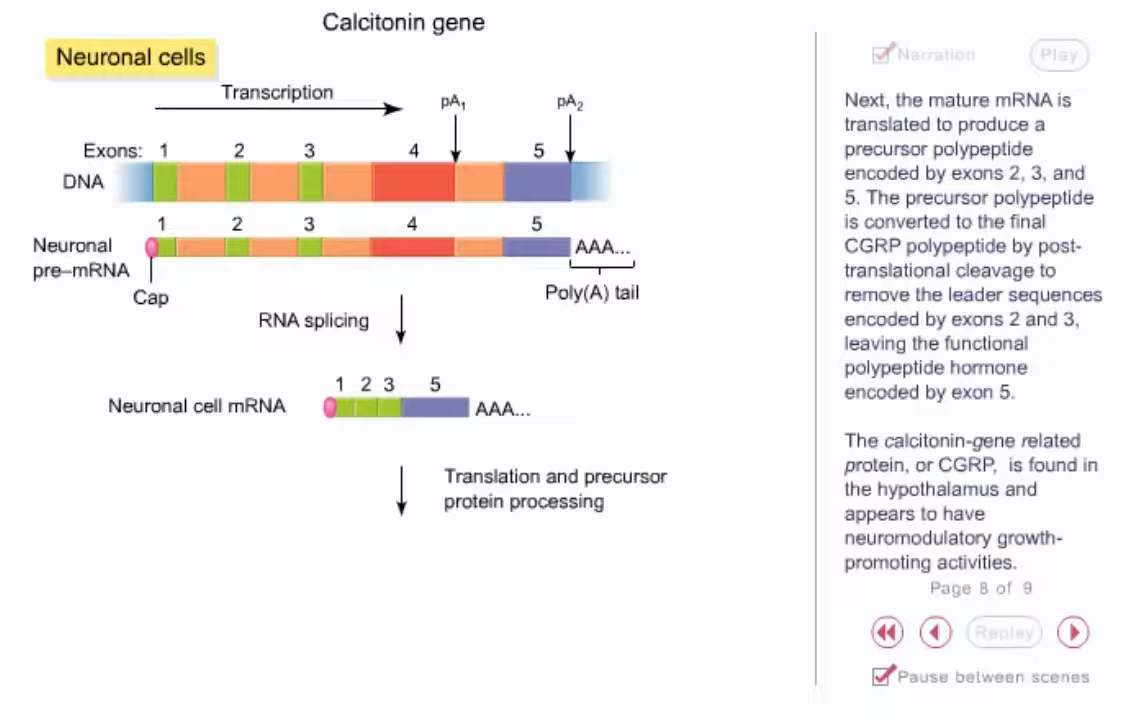 Calcitonin gene
Neuronal cells
Transcription
pA1
pA2
Exons: 1 2 3 4 5
DNA
1 2 3 4 5
Neuronal
pre–mRNA
AAA...
Cap
Poly(A) tail
RNA splicing
1 2 3 5
Neuronal cell mRNA
AAA...
Translation and precursor
protein processing
Narration
Play
Next, the mature mRNA is
translated to produce a
precursor polypeptide
encoded by exons 2, 3, and
5. The precursor polypeptide
is converted to the final
CGRP polypeptide by post-
translational cleavage to
remove the leader sequences
encoded by exons 2 and 3,
leaving the functional
polypeptide hormone
encoded by exon 5.
The calcitonin-gene related
protein, or CGRP, is found in
the hypothalamus and
appears to have
neuromodulatory growth-
promoting activities.
Page 8 of 9
Replay
Pause between scenes